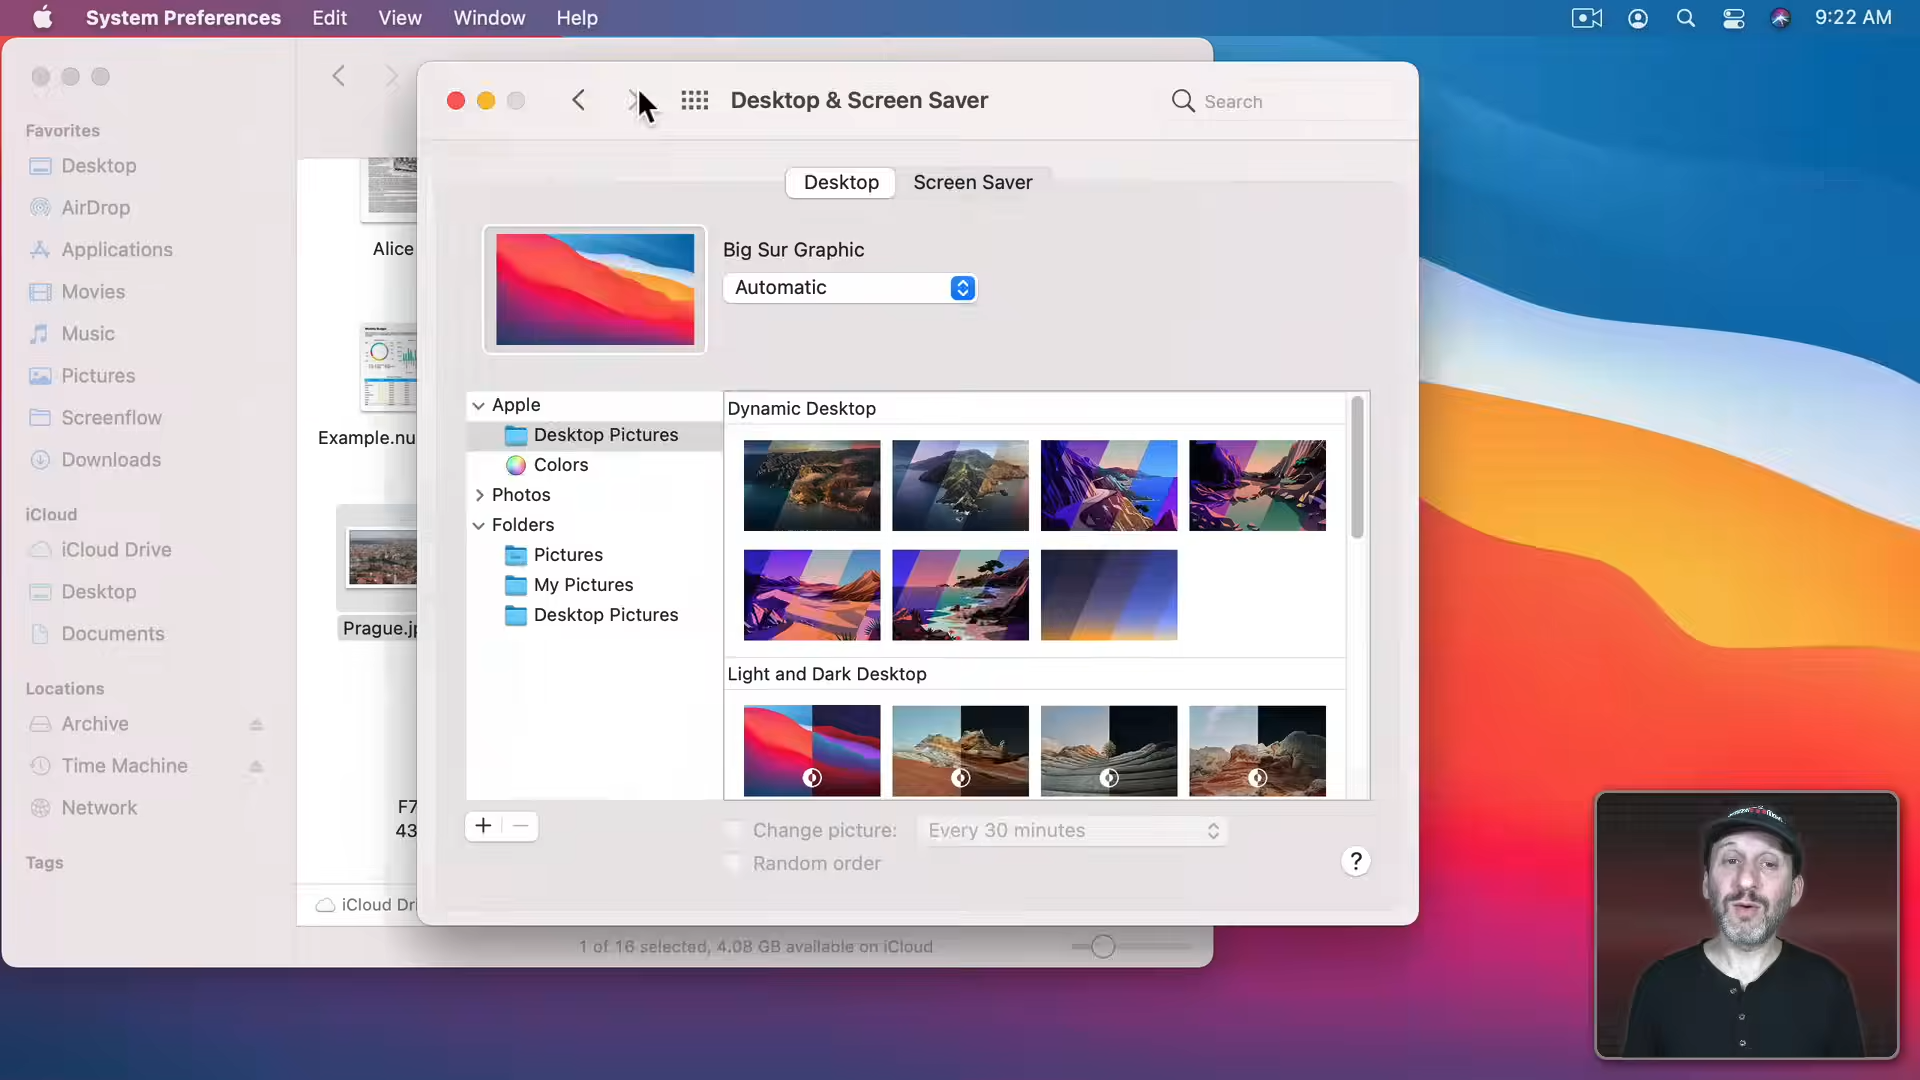 System Preferences Edit View Window Help 9:22 AM
Favorites
Desktop
AirDrop
Applications
Movies
Music
Pictures
Screenflow
Downloads
iCloud
iCloud Drive
Desktop
Documents
Locations
Archive
Time Machine
Network
Tags
Alice
Example.nu
Prague.jp
F7
43
iCloud Dri
1 of 16 selected, 4.08 GB available on iCloud
Desktop & Screen Saver
Search
Desktop Screen Saver
Big Sur Graphic
Automatic
Apple
Desktop Pictures
Colors
Photos
Folders
Pictures
My Pictures
Desktop Pictures
Dynamic Desktop
Light and Dark Desktop
+ −
Change picture: Every 30 minutes
Random order
?